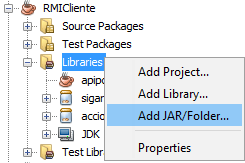 RMICliente
Source Packages
Test Packages
Libraries
apipo
sigar
accio
JDK
Test Libr
Add Project...
Add Library...
Add JAR/Folder...
Properties